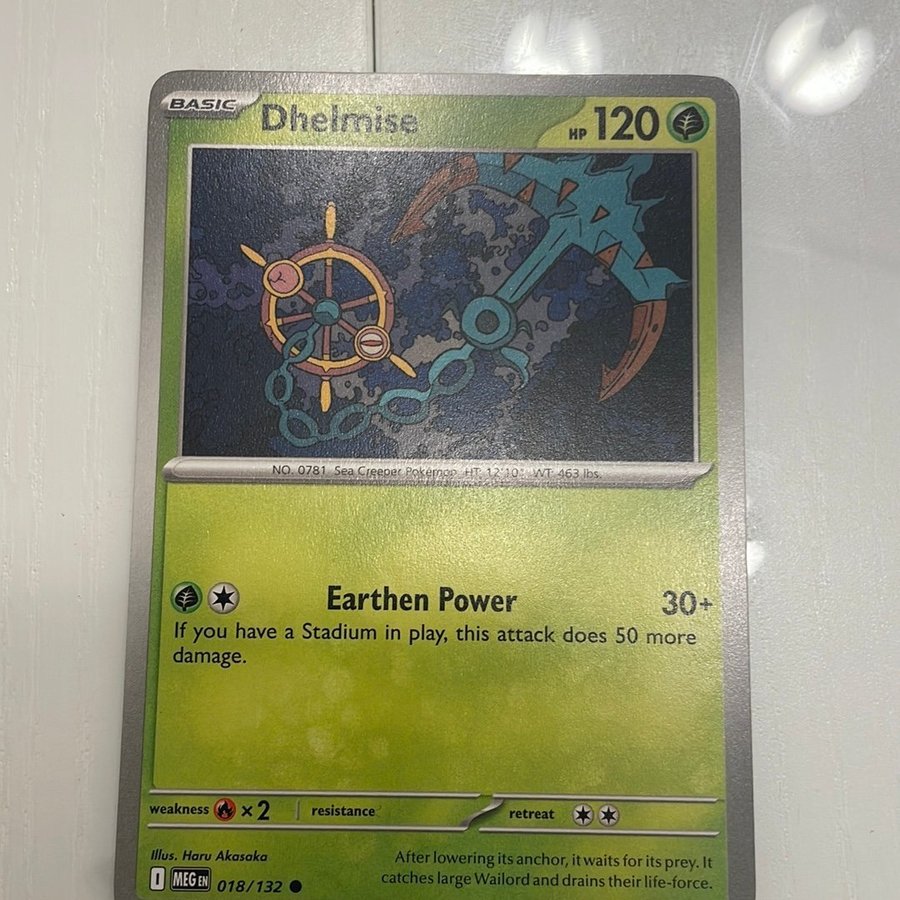 BASIC Dhelmise HP 120
NO. 0781 Sea Creeper Pokémon HT: 12'10" WT: 463 lbs.
Earthen Power 30+
If you have a Stadium in play, this attack does 50 more
damage.
weakness ×2 resistance retreat
Illus. Haru Akasaka
After lowering its anchor, it waits for its prey. It
catches large Wailord and drains their life-force.
I MEG EN 018/132